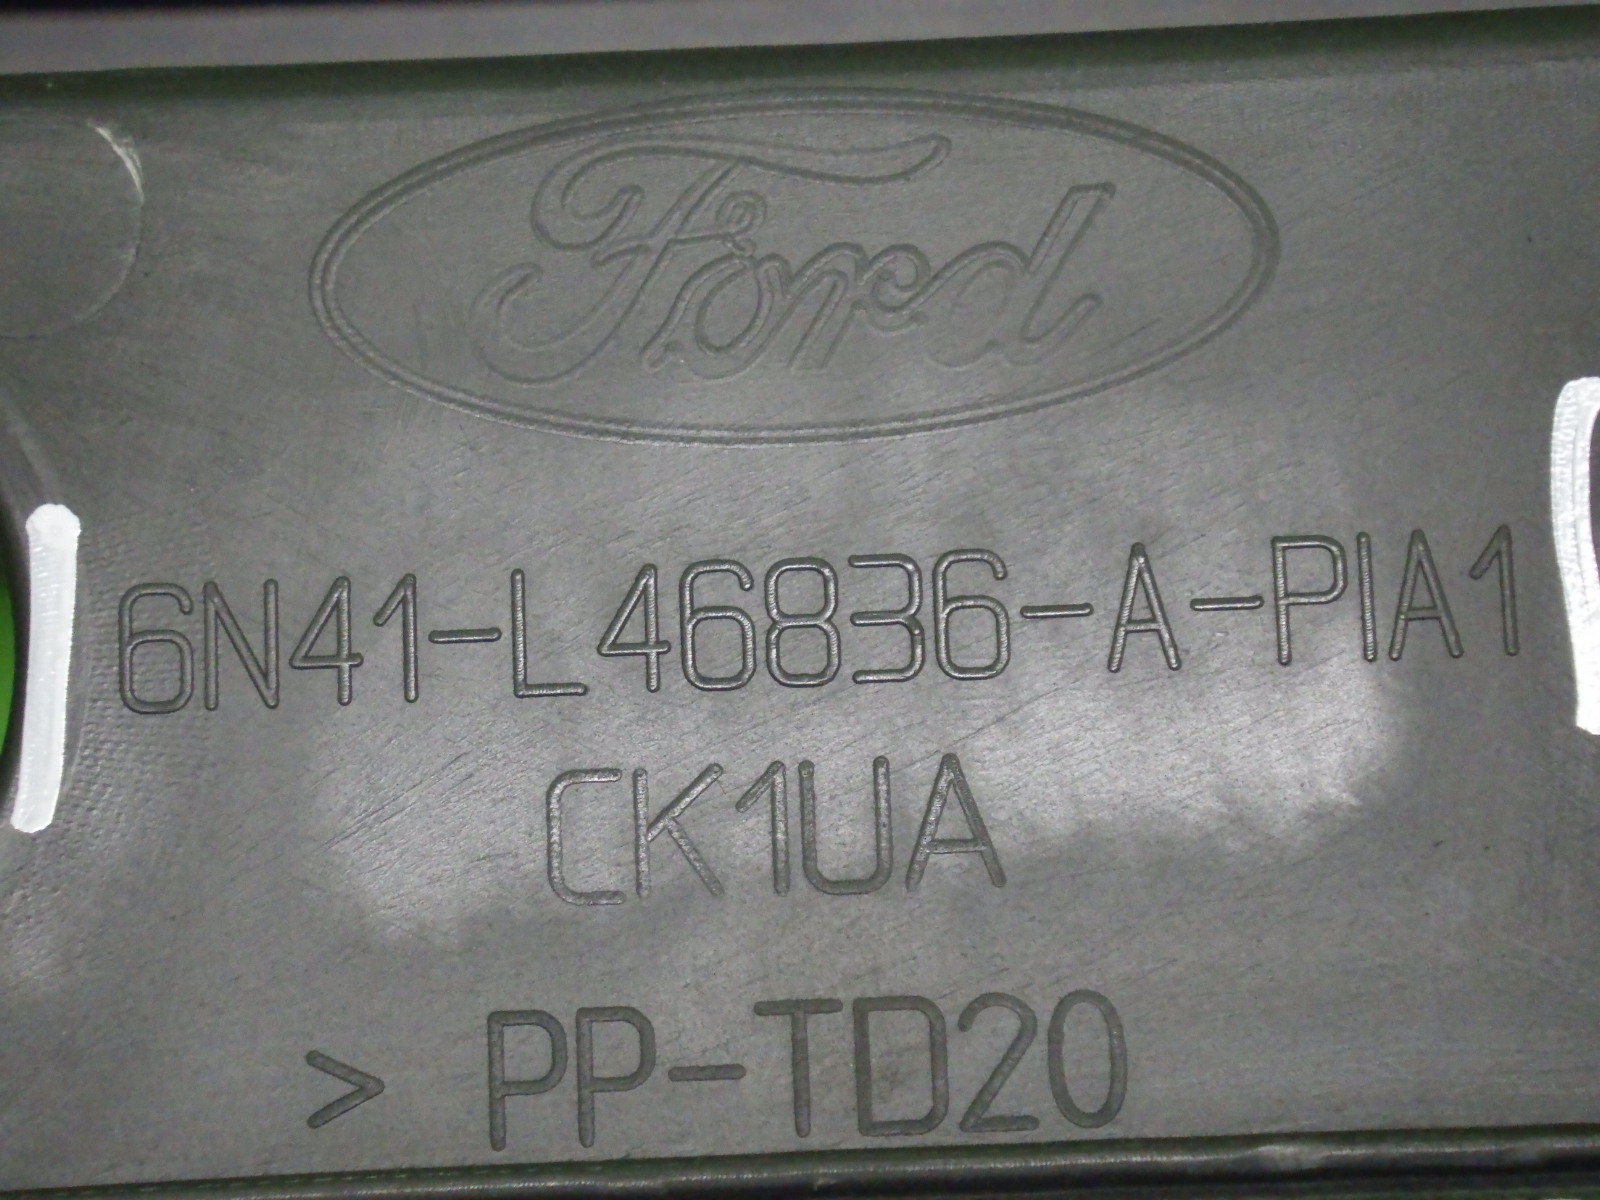 Ford
6N41-L46836-A-PIA1
CK1UA
> PP-TD20